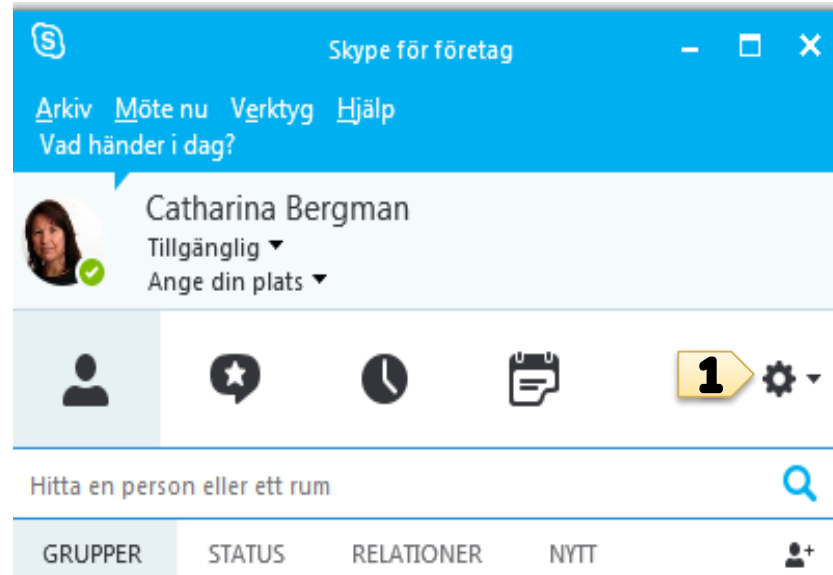 Skype för företag
Arkiv Möte nu Verktyg Hjälp
Vad händer i dag?
Catharina Bergman
Tillgänglig
Ange din plats
1
Hitta en person eller ett rum
GRUPPER STATUS RELATIONER NYTT